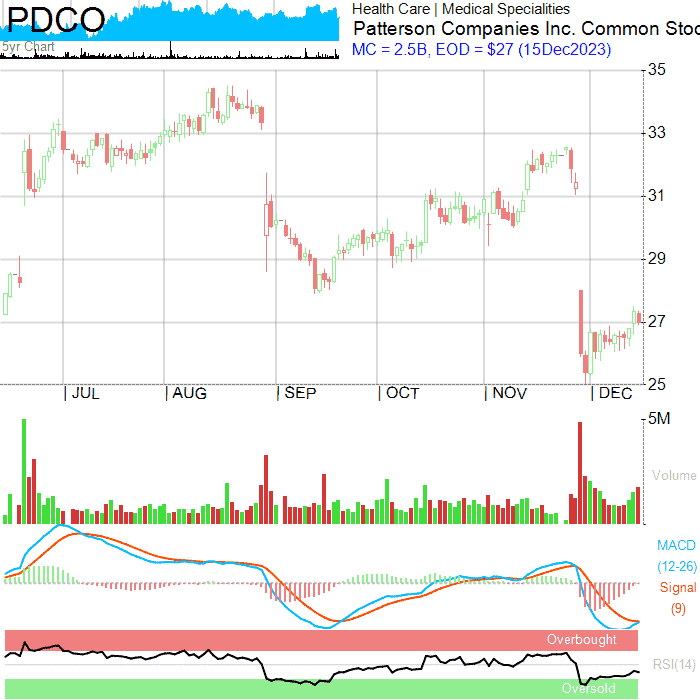 PDCO
5yr Chart
Health Care | Medical Specialities
Patterson Companies Inc. Common Stoc
MC = 2.5B, EOD = $27 (15Dec2023)
35
33
31
29
27
25
| JUL | AUG | SEP | OCT | NOV | DEC
5M
Volume
MACD
(12-26)
Signal
(9)
Overbought
RSI(14)
Oversold